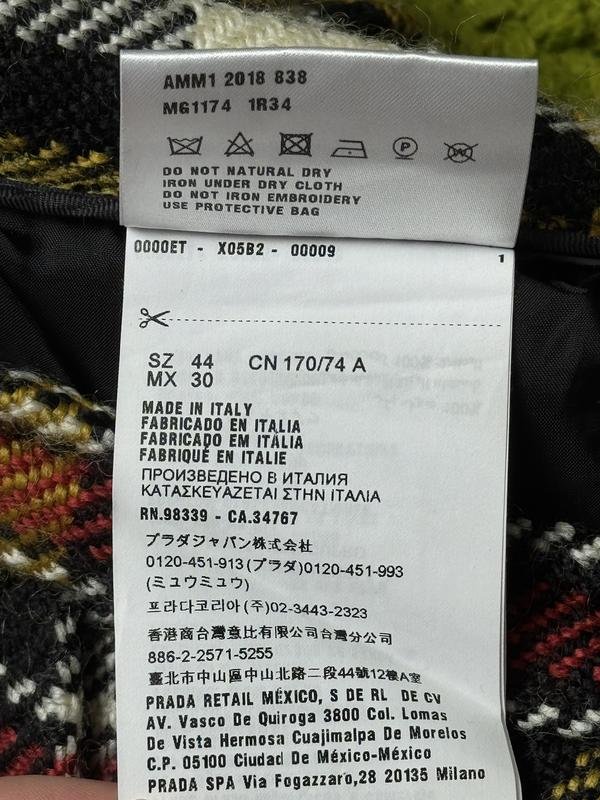 AMM1 2018 838
MG1174 1R34
P
W
DO NOT NATURAL DRY
IRON UNDER DRY CLOTH
DO NOT IRON EMBROIDERY
USE PROTECTIVE BAG
0000ET - X05B2 - 00009
1
SZ 44 CN 170/74 A
MX 30
MADE IN ITALY
FABRICADO EN ITALIA
FABRICADO EM ITÁLIA
FABRIQUÉ EN ITALIE
ПРОИЗВЕДЕНО В ИТАЛИЯ
ΚΑΤΑΣΚΕΥΑΖΕΤΑΙ ΣΤΗΝ ΙΤΑΛΙΑ
RN.98339 - CA.34767
プラダジャパン株式会社
0120-451-913(プラダ)0120-451-993
(ミュウミュウ)
프라다코리아(주)02-3443-2323
香港商台灣意比有限公司台灣分公司
886-2-2571-5255
臺北市中山區中山北路二段44號12樓A室
PRADA RETAIL MÉXICO, S DE RL DE CV
AV. Vasco De Quiroga 3800 Col. Lomas
De Vista Hermosa Cuajimalpa De Morelos
C.P. 05100 Ciudad De México-México
PRADA SPA Via Fogazzaro,28 20135 Milano